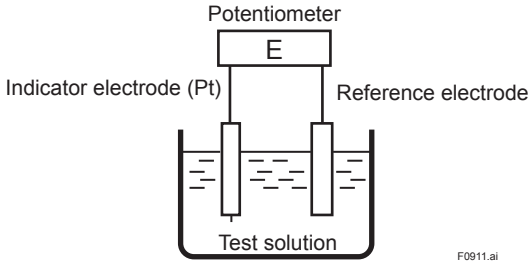 Potentiometer
E
Indicator electrode (Pt)
Reference electrode
Test solution
F0911.ai